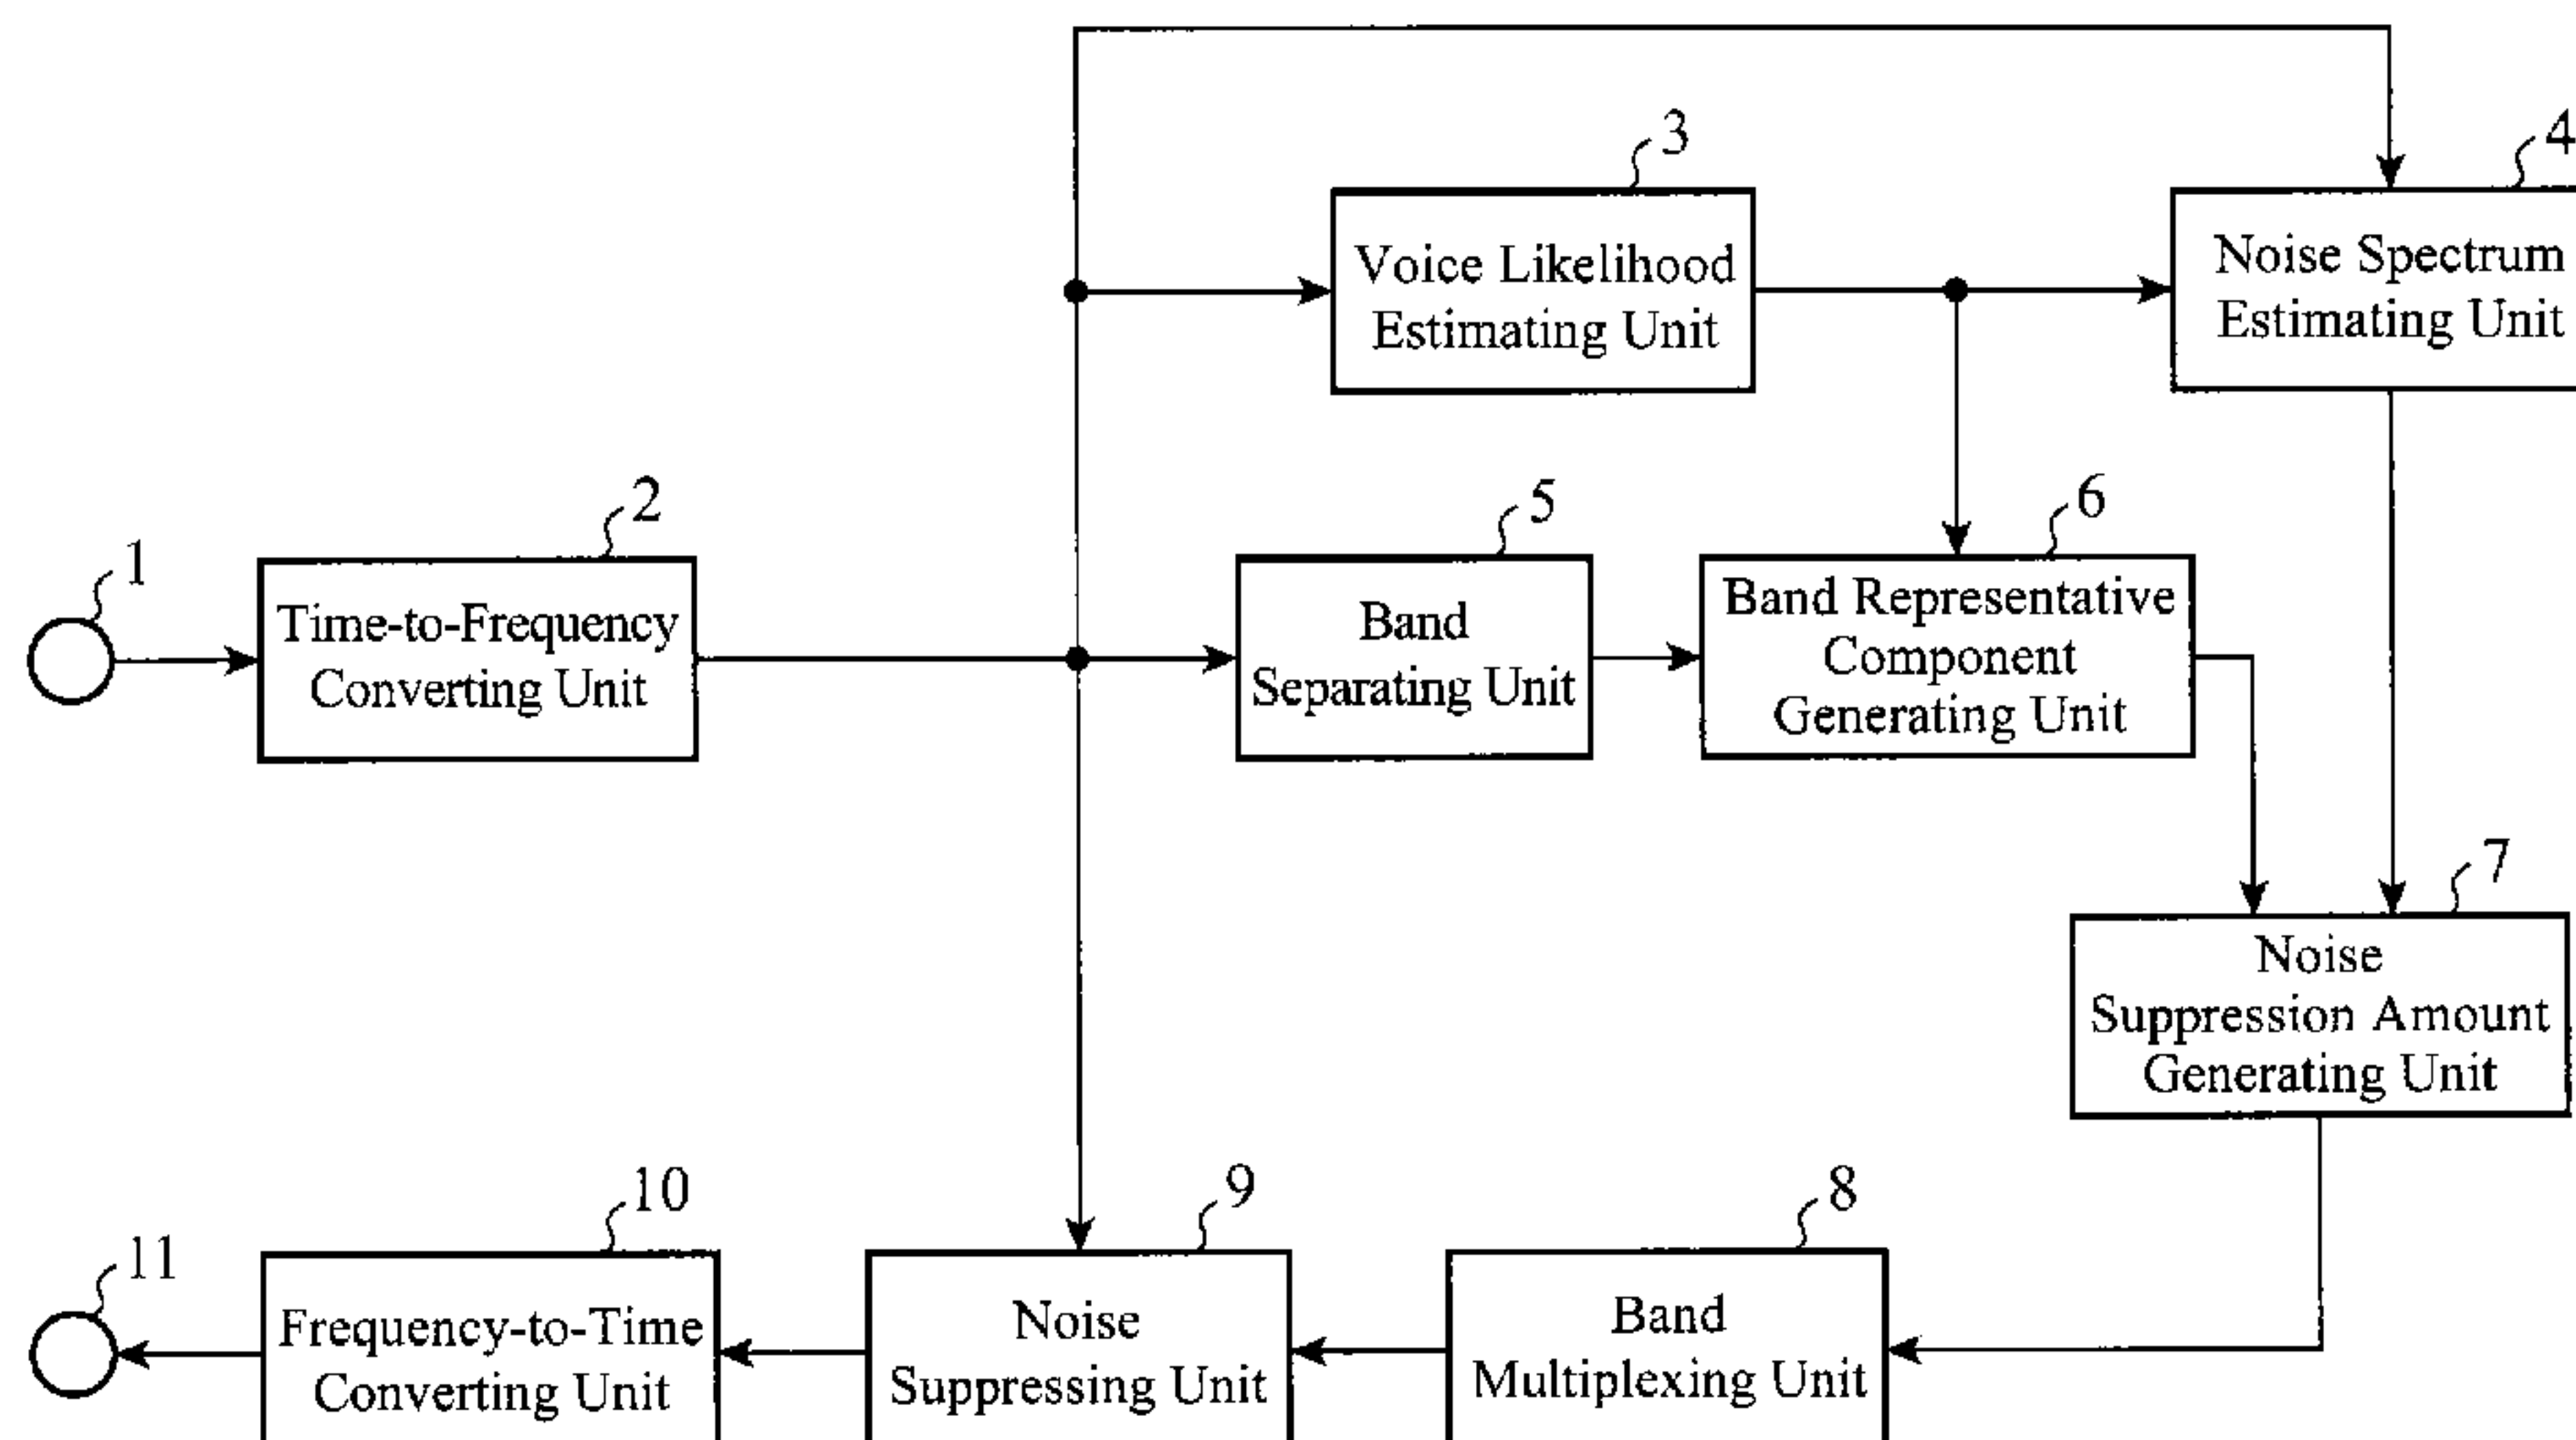 3
4
Voice Likelihood
Estimating Unit
Noise Spectrum
Estimating Unit
1
2
5
6
Time-to-Frequency
Converting Unit
Band
Separating Unit
Band Representative
Component
Generating Unit
7
Noise
Suppression Amount
Generating Unit
11
10
9
8
Frequency-to-Time
Converting Unit
Noise
Suppressing Unit
Band
Multiplexing Unit